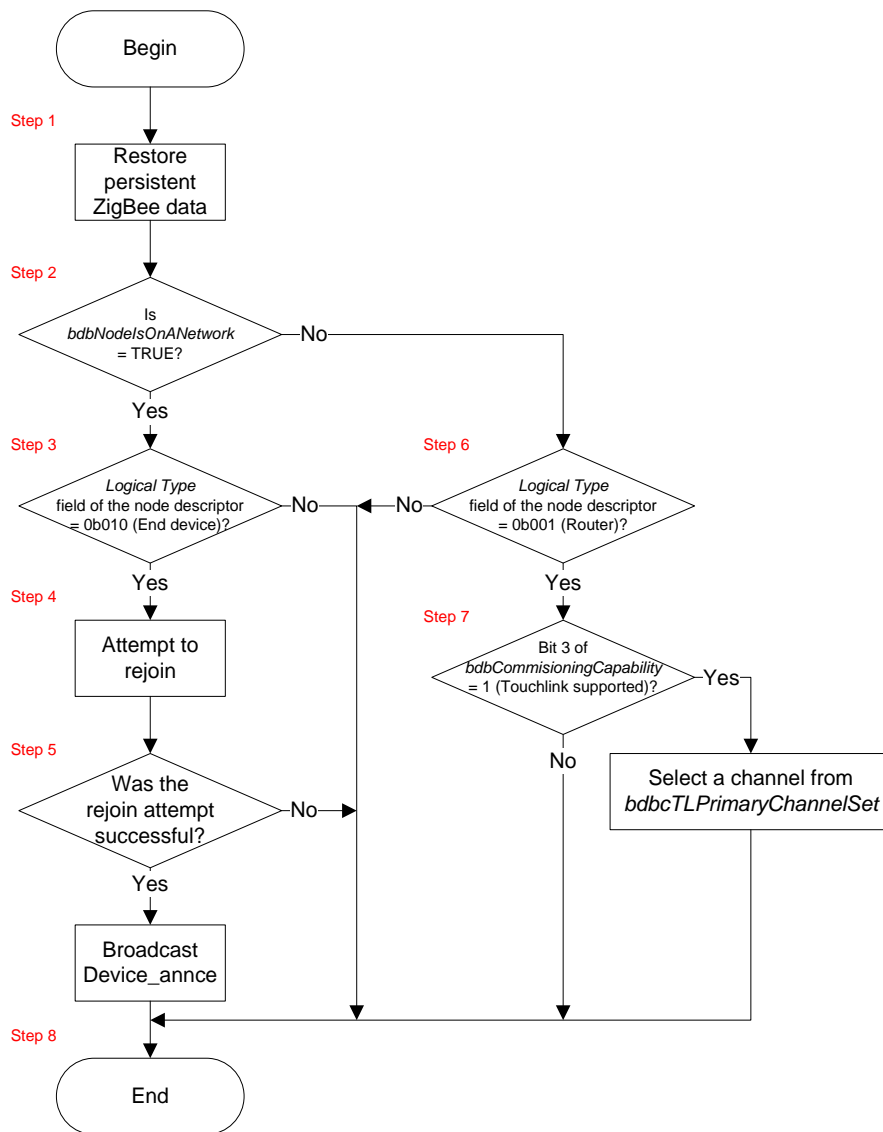 Begin
Step 1
Restore
persistent
ZigBee data
Step 2
Is
bdbNodeIsOnANetwork
= TRUE?
No
Yes
Step 3
Logical Type
field of the node descriptor
= 0b010 (End device)?
No
Step 6
Logical Type
field of the node descriptor
= 0b001 (Router)?
No
Yes
Yes
Step 4
Attempt to
rejoin
Step 7
Bit 3 of
bdbCommisioningCapability
= 1 (Touchlink supported)?
Yes
No
Select a channel from
bdbcTLPrimaryChannelSet
Step 5
Was the
rejoin attempt
successful?
No
Yes
Broadcast
Device_annce
Step 8
End